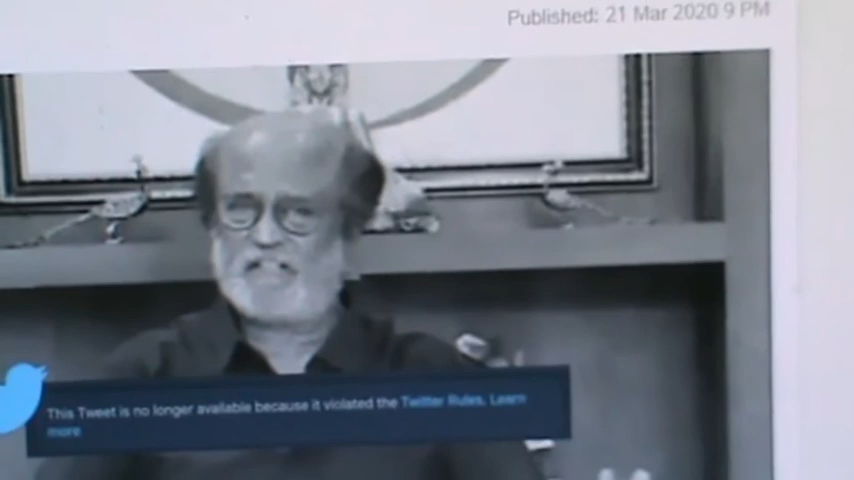 Published: 21 Mar 2020 9 PM
This Tweet is no longer available because it violated the Twitter Rules. Learn
more